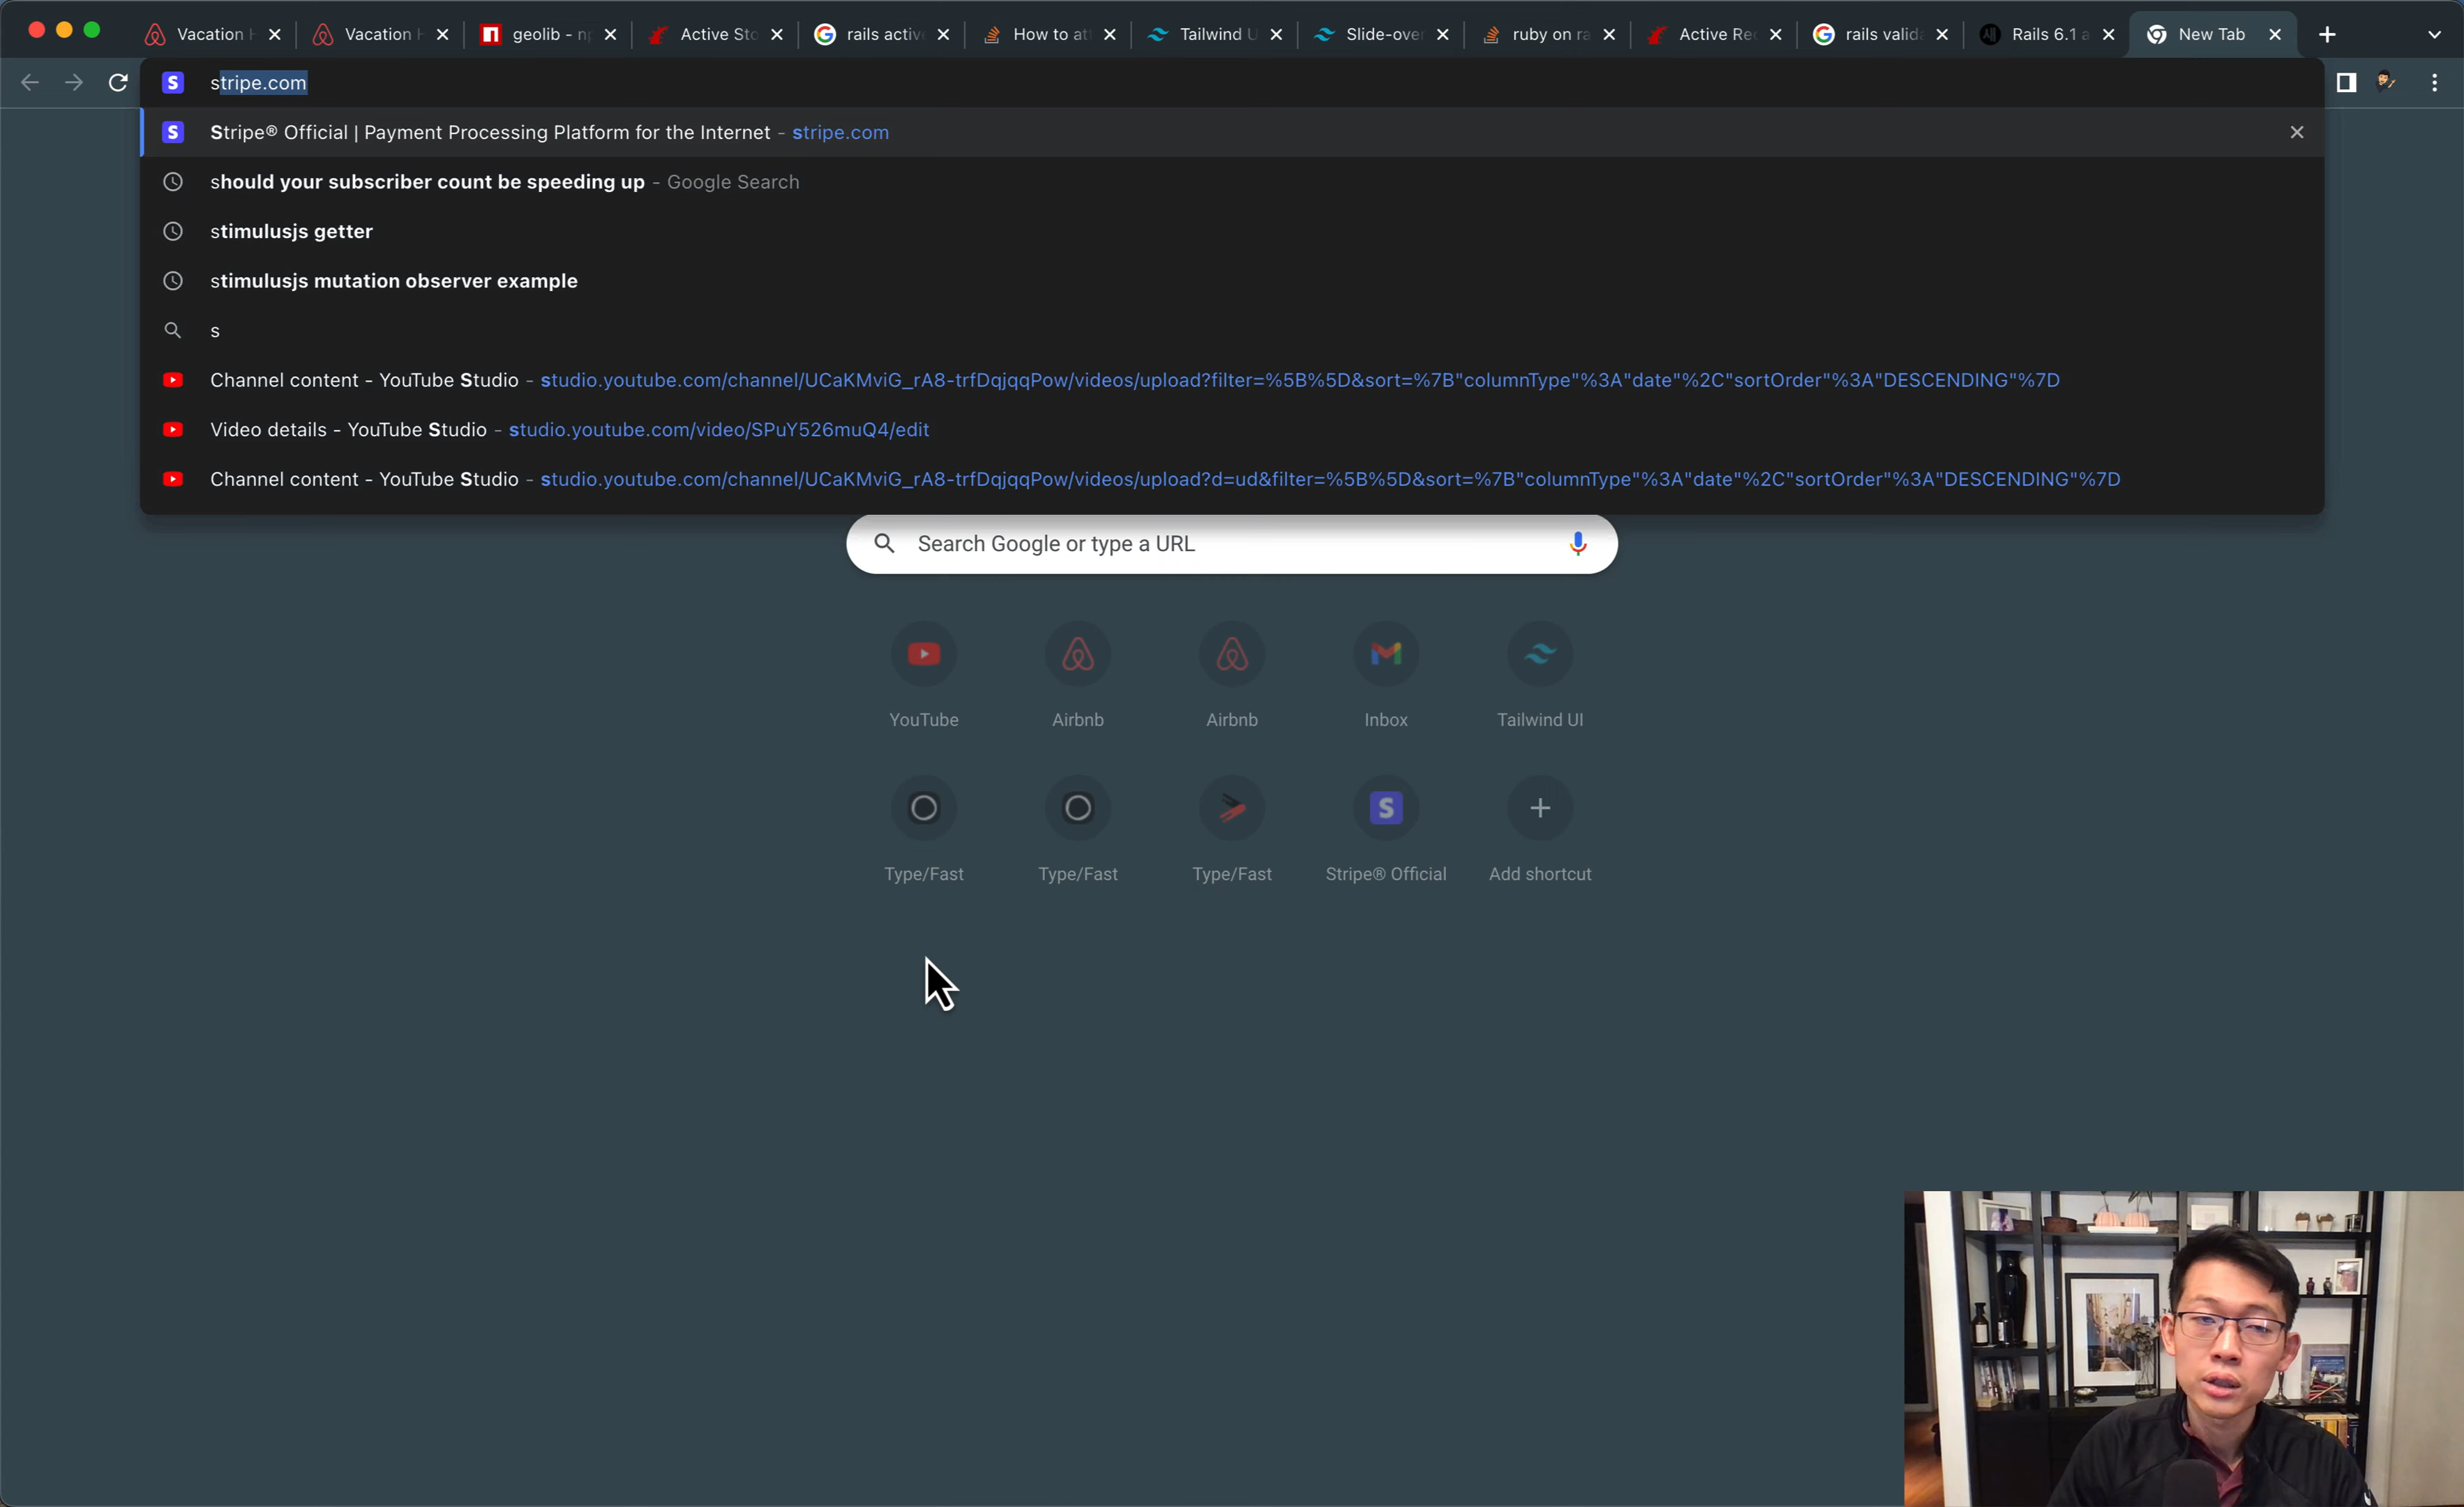 Vacation H
Vacation H
geolib - np
Active Sto
rails active
How to at
Tailwind U
Slide-over
ruby on ra
Active Rec
rails valida
Rails 6.1 a
New Tab
stripe.com
Stripe® Official | Payment Processing Platform for the Internet - stripe.com
should your subscriber count be speeding up - Google Search
stimulusjs getter
stimulusjs mutation observer example
s
Channel content - YouTube Studio - studio.youtube.com/channel/UCaKMviG_rA8-trfDqjqqPow/videos/upload?filter=%5B%5D&sort=%7B"columnType"%3A"date"%2C"sortOrder"%3A"DESCENDING"%7D
Video details - YouTube Studio - studio.youtube.com/video/SPuY526muQ4/edit
Channel content - YouTube Studio - studio.youtube.com/channel/UCaKMviG_rA8-trfDqjqqPow/videos/upload?d=ud&filter=%5B%5D&sort=%7B"columnType"%3A"date"%2C"sortOrder"%3A"DESCENDING"%7D
Search Google or type a URL
YouTube
Airbnb
Airbnb
Inbox
Tailwind UI
Type/Fast
Type/Fast
Type/Fast
Stripe® Official
Add shortcut